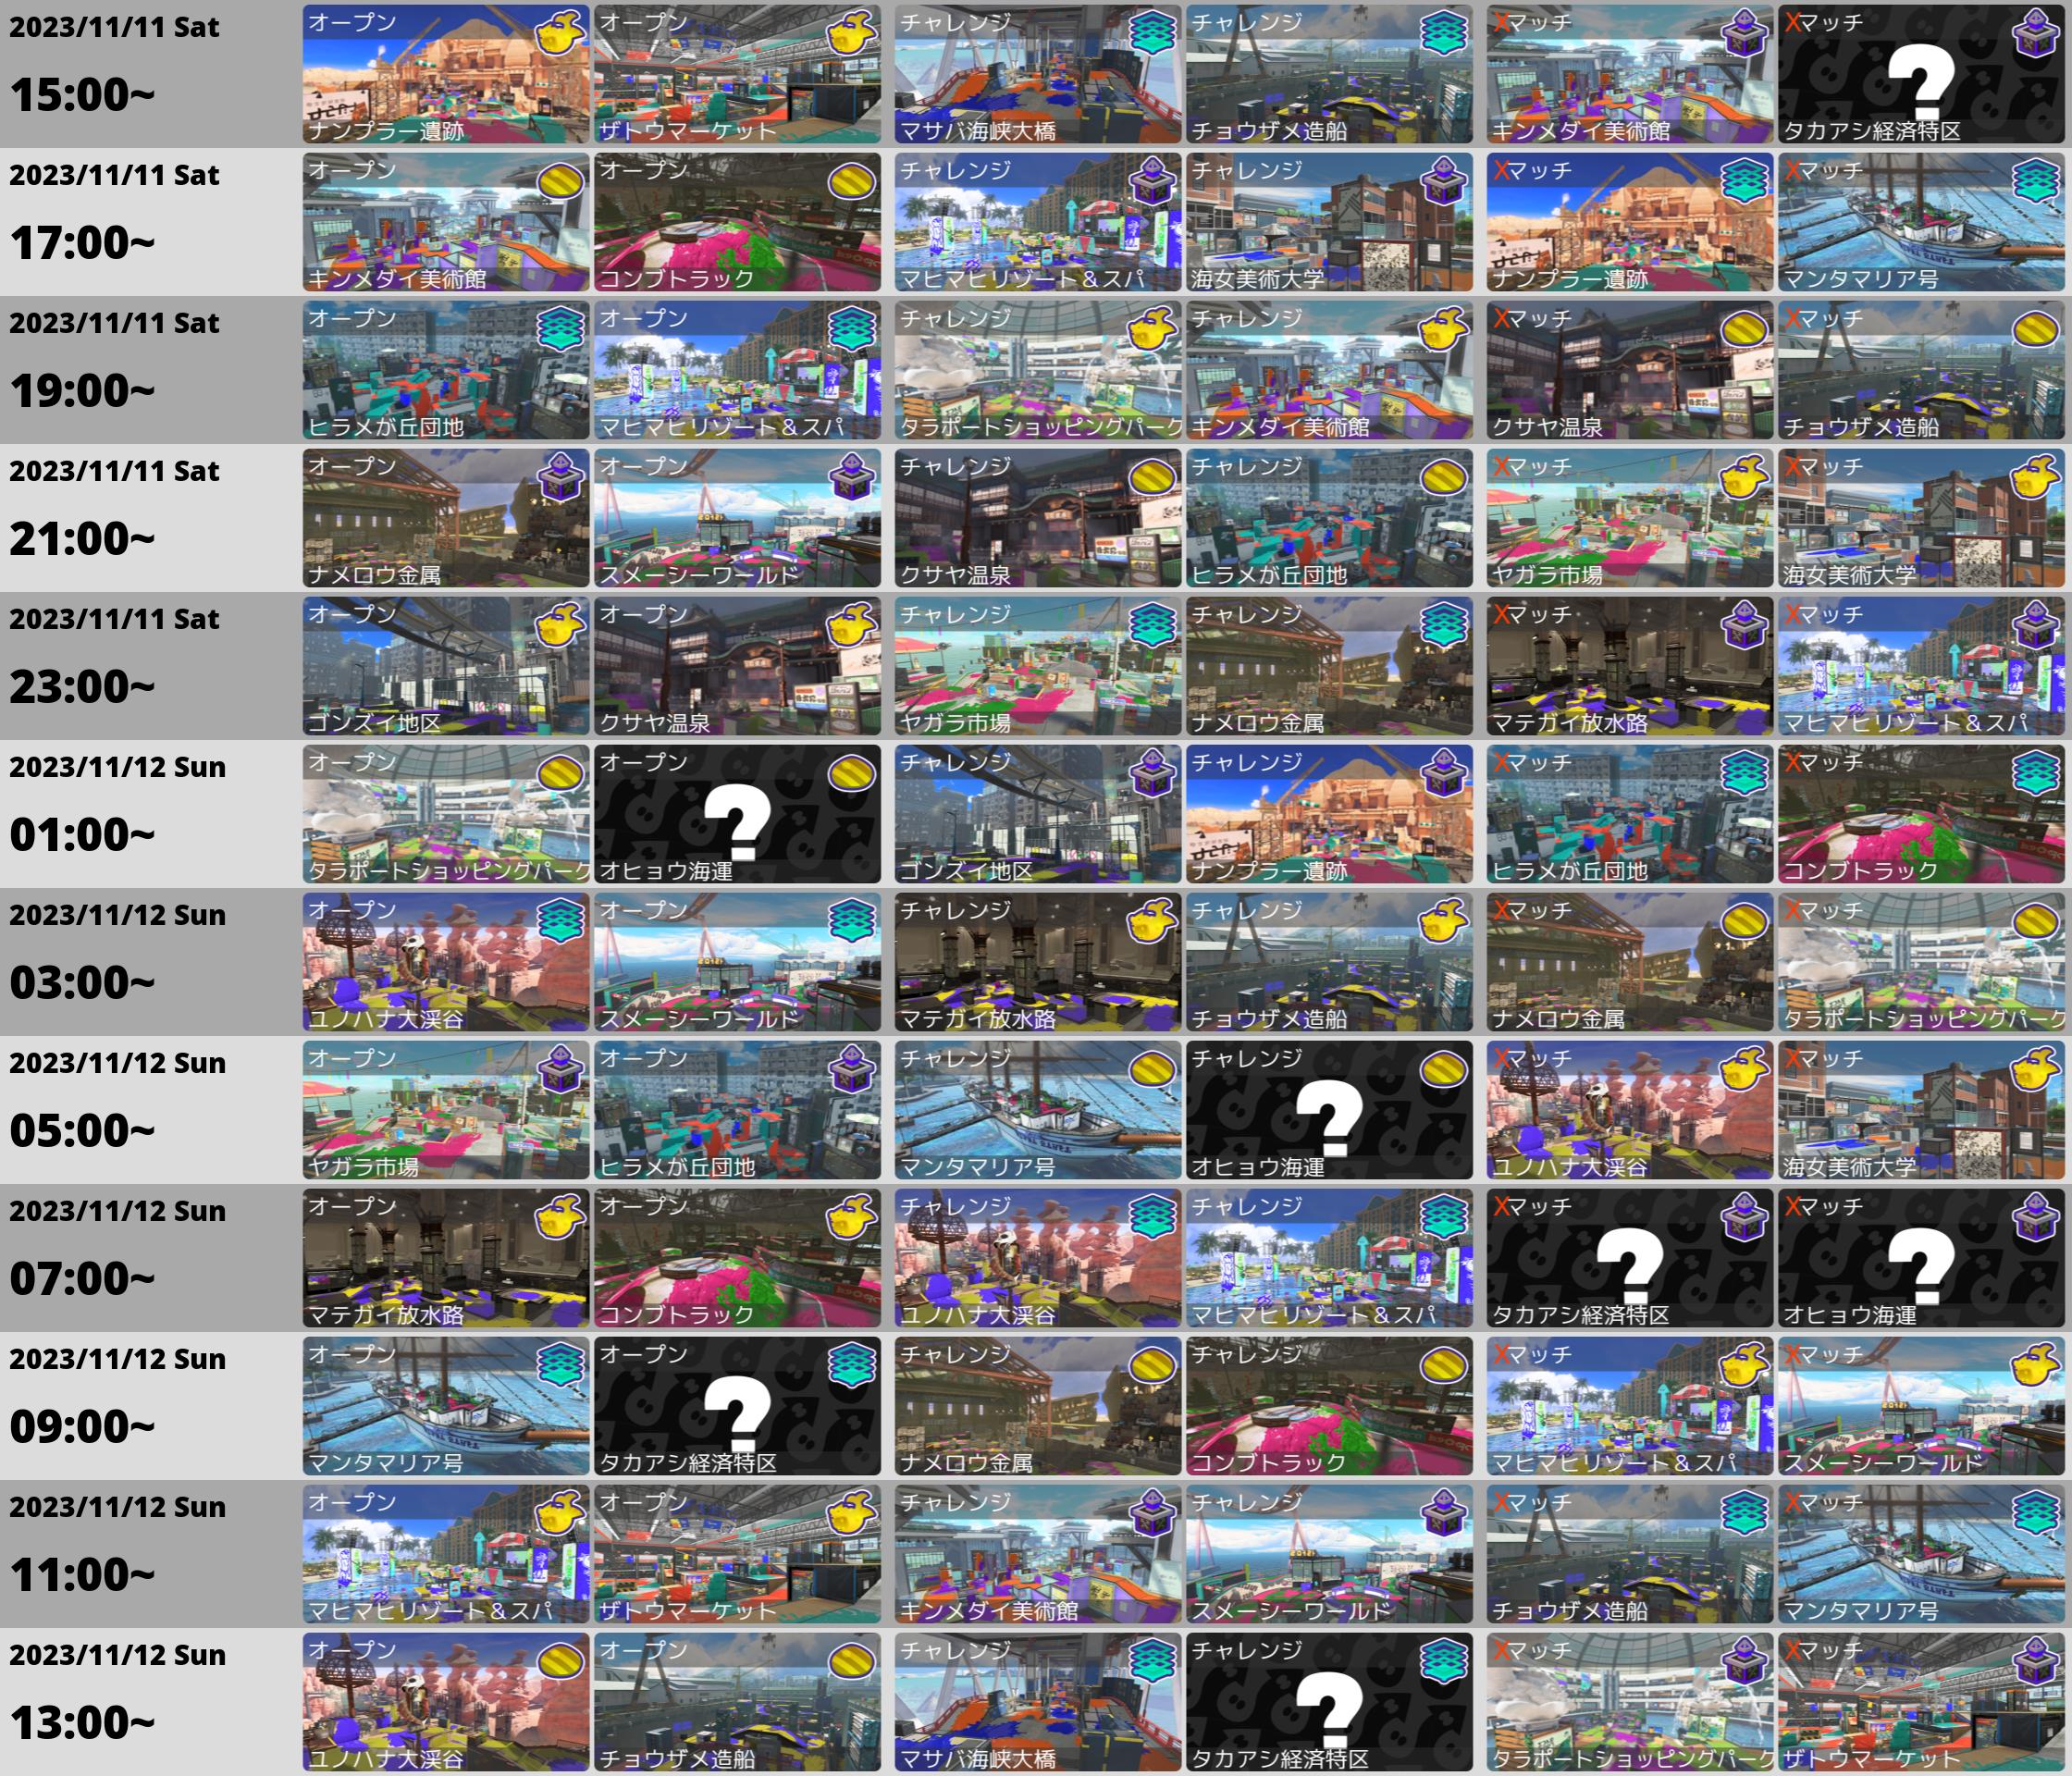 2023/11/11 Sat
15:00~
オープン
ナンプラー遺跡
オープン
ザトウマーケット
チャレンジ
マサバ海峡大橋
チャレンジ
チョウザメ造船
Xマッチ
キンメダイ美術館
Xマッチ
タカアシ経済特区
2023/11/11 Sat
17:00~
オープン
キンメダイ美術館
オープン
コンブトラック
チャレンジ
マヒマヒリゾート&スパ
チャレンジ
海女美術大学
Xマッチ
ナンプラー遺跡
Xマッチ
マンタマリア号
2023/11/11 Sat
19:00~
オープン
ヒラメが丘団地
オープン
マヒマヒリゾート&スパ
チャレンジ
タラポートショッピングパーク
チャレンジ
キンメダイ美術館
Xマッチ
クサヤ温泉
Xマッチ
チョウザメ造船
2023/11/11 Sat
21:00~
オープン
ナメロウ金属
オープン
スメーシーワールド
チャレンジ
クサヤ温泉
チャレンジ
ヒラメが丘団地
Xマッチ
ヤガラ市場
Xマッチ
海女美術大学
2023/11/11 Sat
23:00~
オープン
ゴンズイ地区
オープン
クサヤ温泉
チャレンジ
ヤガラ市場
チャレンジ
ナメロウ金属
Xマッチ
マテガイ放水路
Xマッチ
マヒマヒリゾート&スパ
2023/11/12 Sun
01:00~
オープン
タラポートショッピングパーク
オープン
オヒョウ海運
チャレンジ
ゴンズイ地区
チャレンジ
ナンプラー遺跡
Xマッチ
ヒラメが丘団地
Xマッチ
コンブトラック
2023/11/12 Sun
03:00~
オープン
ユノハナ大渓谷
オープン
スメーシーワールド
チャレンジ
マテガイ放水路
チャレンジ
チョウザメ造船
Xマッチ
ナメロウ金属
Xマッチ
タラポートショッピングパーク
2023/11/12 Sun
05:00~
オープン
ヤガラ市場
オープン
ヒラメが丘団地
チャレンジ
マンタマリア号
チャレンジ
オヒョウ海運
Xマッチ
ユノハナ大渓谷
Xマッチ
海女美術大学
2023/11/12 Sun
07:00~
オープン
マテガイ放水路
オープン
コンブトラック
チャレンジ
ユノハナ大渓谷
チャレンジ
マヒマヒリゾート&スパ
Xマッチ
タカアシ経済特区
Xマッチ
オヒョウ海運
2023/11/12 Sun
09:00~
オープン
マンタマリア号
オープン
タカアシ経済特区
チャレンジ
ナメロウ金属
チャレンジ
コンブトラック
Xマッチ
マヒマヒリゾート&スパ
Xマッチ
スメーシーワールド
2023/11/12 Sun
11:00~
オープン
マヒマヒリゾート&スパ
オープン
ザトウマーケット
チャレンジ
キンメダイ美術館
チャレンジ
スメーシーワールド
Xマッチ
チョウザメ造船
Xマッチ
マンタマリア号
2023/11/12 Sun
13:00~
オープン
ユノハナ大渓谷
オープン
チョウザメ造船
チャレンジ
マサバ海峡大橋
チャレンジ
タカアシ経済特区
Xマッチ
タラポートショッピングパーク
Xマッチ
ザトウマーケット